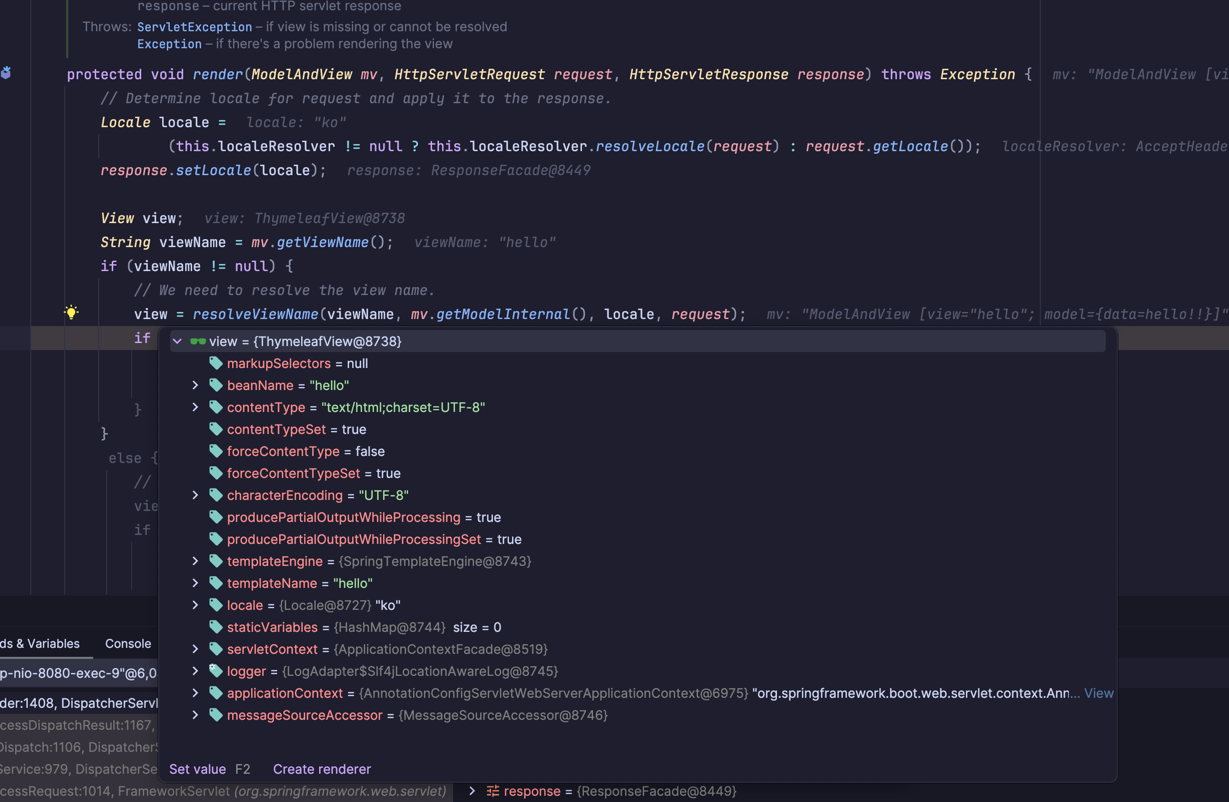 response – current HTTP servlet response
Throws: ServletException – if view is missing or cannot be resolved
Exception – if there's a problem rendering the view
protected void render(ModelAndView mv, HttpServletRequest request, HttpServletResponse response) throws Exception { mv: "ModelAndView [vi
// Determine locale for request and apply it to the response.
Locale locale = locale: "ko"
(this.localeResolver != null ? this.localeResolver.resolveLocale(request) : request.getLocale()); localeResolver: AcceptHeade
response.setLocale(locale); response: ResponseFacade@8449
View view; view: ThymeleafView@8738
String viewName = mv.getViewName(); viewName: "hello"
if (viewName != null) {
// We need to resolve the view name.
view = resolveViewName(viewName, mv.getModelInternal(), locale, request); mv: "ModelAndView [view="hello"; model={data=hello!!}]"
if
view = {ThymeleafView@8738}
markupSelectors = null
beanName = "hello"
contentType = "text/html;charset=UTF-8"
}
contentTypeSet = true
}
forceContentType = false
else {
forceContentTypeSet = true
//
characterEncoding = "UTF-8"
vie
producePartialOutputWhileProcessing = true
if
producePartialOutputWhileProcessingSet = true
templateEngine = {SpringTemplateEngine@8743}
templateName = "hello"
locale = {Locale@8727} "ko"
staticVariables = {HashMap@8744} size = 0
ds & Variables Console
servletContext = {ApplicationContextFacade@8519}
p-nio-8080-exec-9"@6,0
logger = {LogAdapter$Slf4jLocationAwareLog@8745}
der:1408, DispatcherServl
applicationContext = {AnnotationConfigServletWebServerApplicationContext@6975} "org.springframework.boot.web.servlet.context.Ann... View
cessDispatchResult:1167,
messageSourceAccessor = {MessageSourceAccessor@8746}
Dispatch:1106, DispatcherS
Service:979, DispatcherSe
Set value F2 Create renderer
cessRequest:1014, FrameworkServlet (org.springframework.web.servlet)
response = {ResponseFacade@8449}